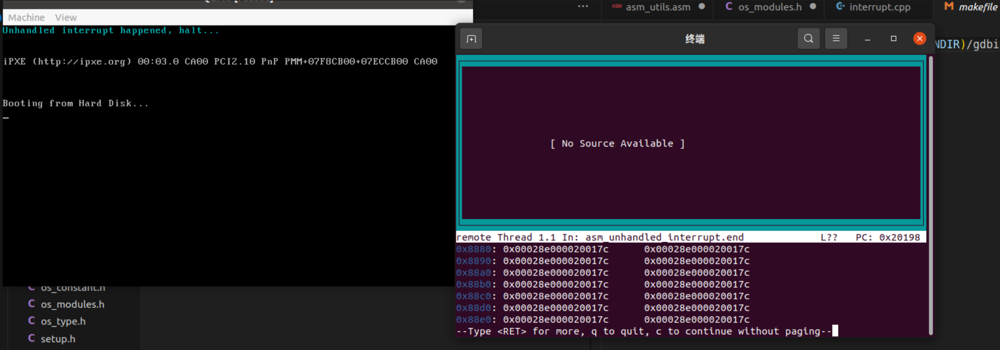 Machine View
Unhandled interrupt happened, halt...
iPXE (http://ipxe.org) 00:03.0 CA00 PCI2.10 PnP PMM+07F8CB00+07ECCB00 CA00
Booting from Hard Disk...
os_constant.h
os_modules.h
os_type.h
setup.h
··· ASM asm_utils.asm ● C os_modules.h ● C++ interrupt.cpp M makefile
NDIR)/gdbi
终端
[ No Source Available ]
remote Thread 1.1 In: asm_unhandled_interrupt.end L?? PC: 0x20198
0x8880: 0x00028e000020017c 0x00028e000020017c
0x8890: 0x00028e000020017c 0x00028e000020017c
0x88a0: 0x00028e000020017c 0x00028e000020017c
0x88b0: 0x00028e000020017c 0x00028e000020017c
0x88c0: 0x00028e000020017c 0x00028e000020017c
0x88d0: 0x00028e000020017c 0x00028e000020017c
0x88e0: 0x00028e000020017c 0x00028e000020017c
--Type <RET> for more, q to quit, c to continue without paging--